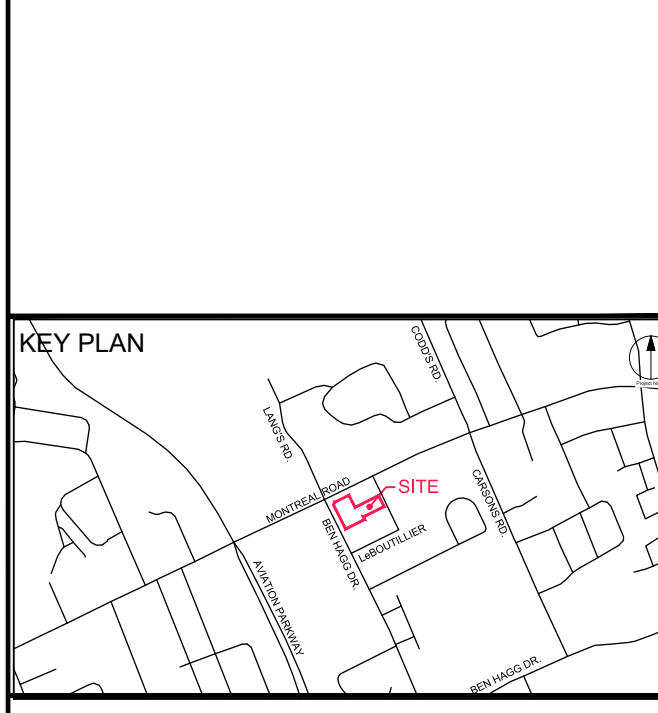 KEY PLAN
CODD'S RD.
LANG'S RD.
MONTREAL ROAD
SITE
CARSONS RD.
BEN HAGG DR.
LeBOUTILLIER
AVIATION PARKWAY
BEN HAGG DR.